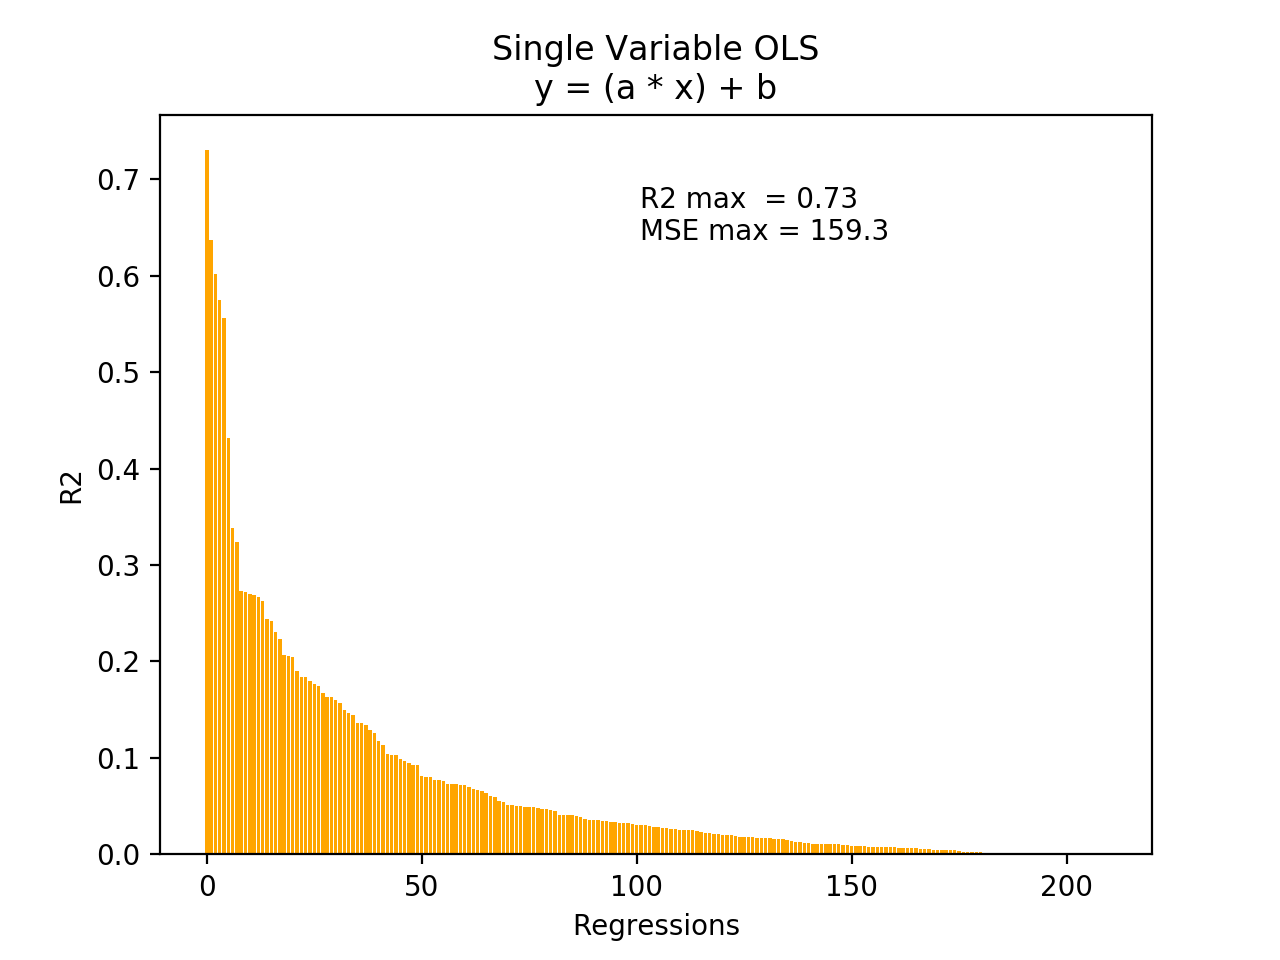 Single Variable OLS
y = (a * x) + b
R2 max  = 0.73
MSE max = 159.3
0.7
0.6
0.5
0.4
0.3
0.2
0.1
0.0
R2
0 50 100 150 200
Regressions